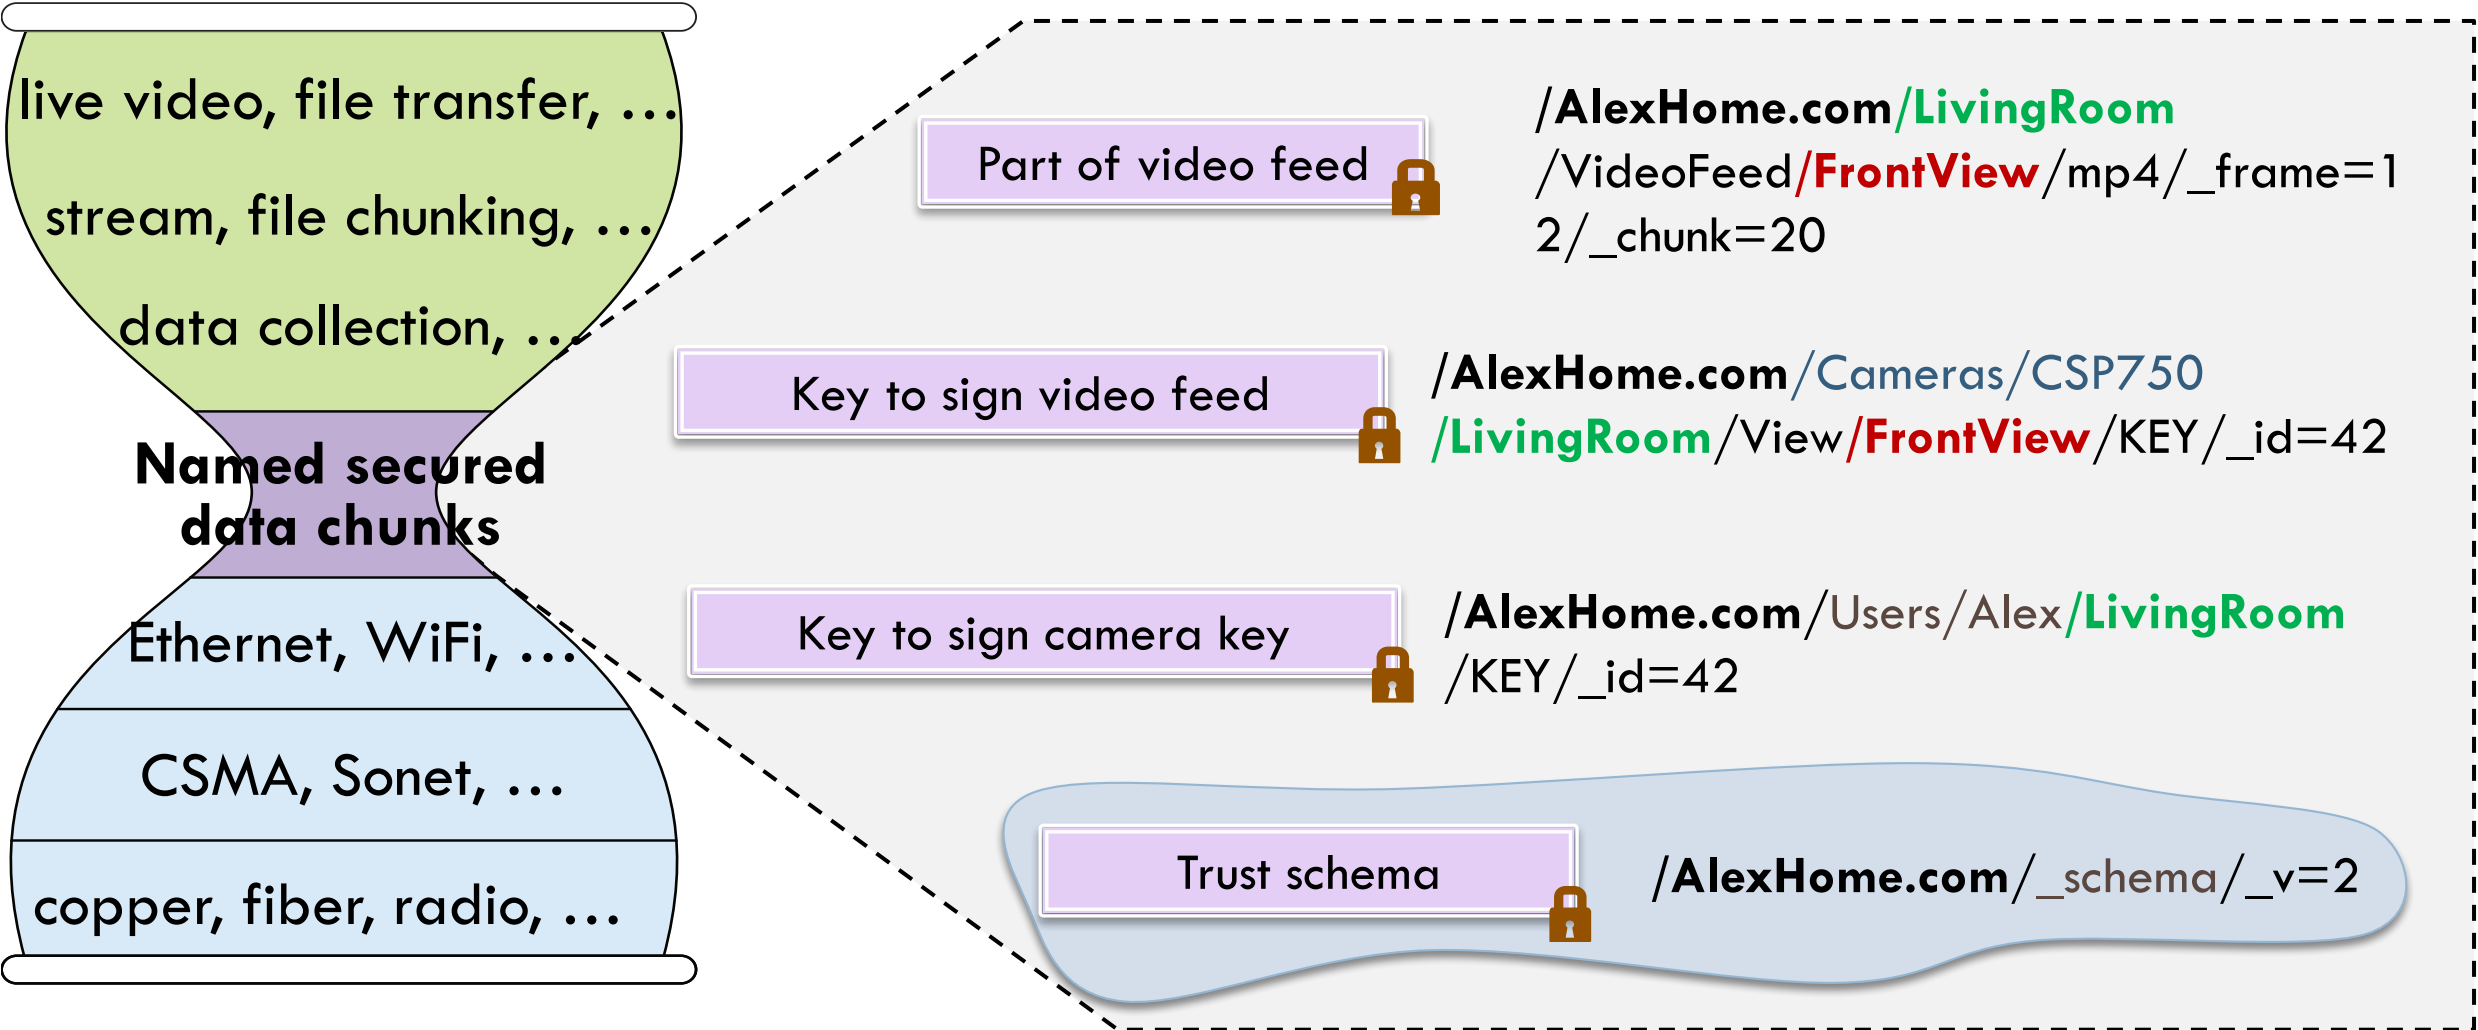 live video, file transfer, …
stream, file chunking, …
data collection, …
Named secured
data chunks
Ethernet, WiFi, …
CSMA, Sonet, …
copper, fiber, radio, …
Part of video feed
/AlexHome.com/LivingRoom
/VideoFeed/FrontView/mp4/_frame=1
2/_chunk=20
Key to sign video feed
/AlexHome.com/Cameras/CSP750
/LivingRoom/View/FrontView/KEY/_id=42
Key to sign camera key
/AlexHome.com/Users/Alex/LivingRoom
/KEY/_id=42
Trust schema
/AlexHome.com/_schema/_v=2